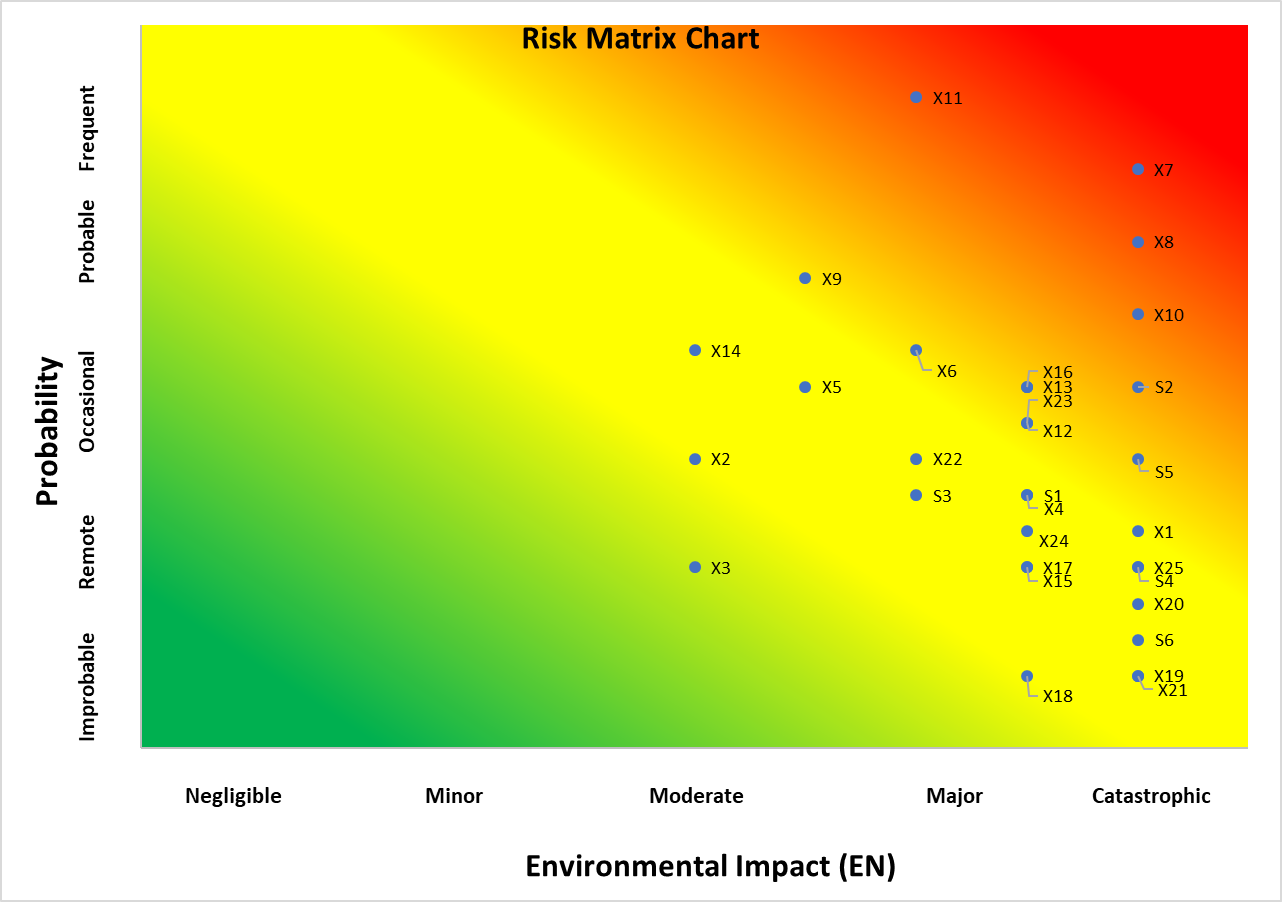 Risk Matrix Chart
Probability
Frequent
Probable
Occasional
Remote
Improbable
X11
X7
X8
X9
X10
X14
X6
X16
X5
X13
S2
X23
X12
X2
X22
S5
S3
S1
X4
X24
X1
X3
X17
X25
X15
S4
X20
S6
X19
X21
X18
Negligible
Minor
Moderate
Major
Catastrophic
Environmental Impact (EN)